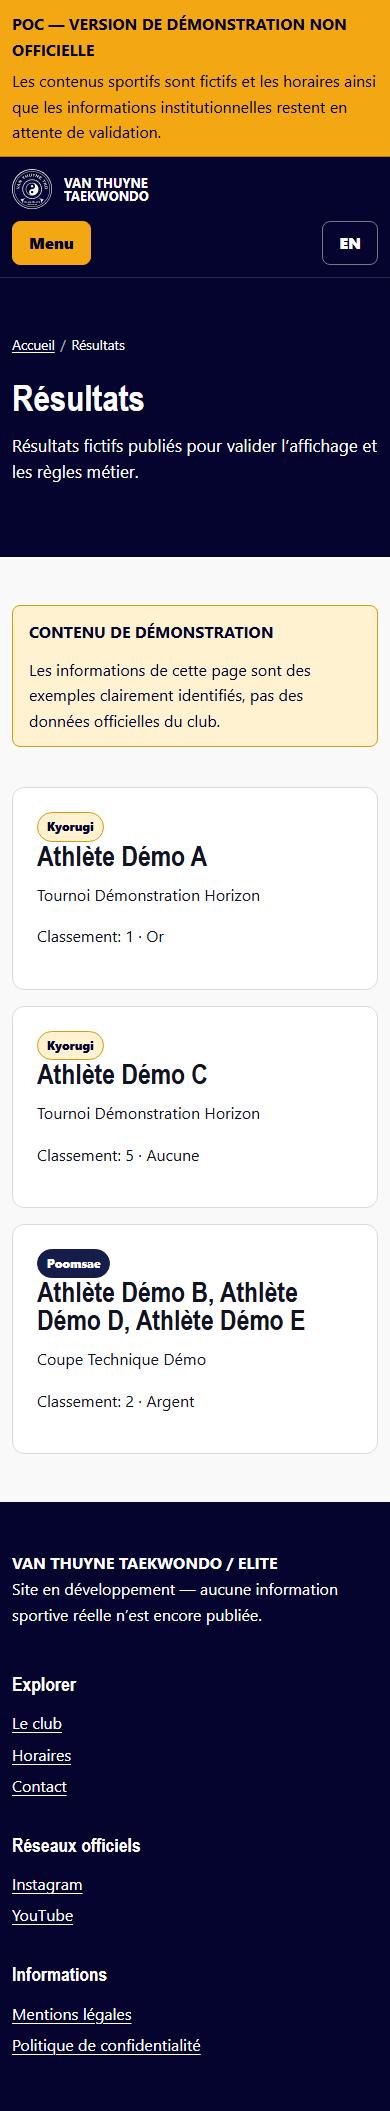 POC — VERSION DE DÉMONSTRATION NON
OFFICIELLE
Les contenus sportifs sont fictifs et les horaires ainsi
que les informations institutionnelles restent en
attente de validation.
VAN THUYNE
TAEKWONDO
Menu
EN
Accueil / Résultats
Résultats
Résultats fictifs publiés pour valider l’affichage et
les règles métier.
CONTENU DE DÉMONSTRATION
Les informations de cette page sont des
exemples clairement identifiés, pas des
données officielles du club.
Kyorugi
Athlète Démo A
Tournoi Démonstration Horizon
Classement: 1 · Or
Kyorugi
Athlète Démo C
Tournoi Démonstration Horizon
Classement: 5 · Aucune
Poomsae
Athlète Démo B, Athlète
Démo D, Athlète Démo E
Coupe Technique Démo
Classement: 2 · Argent
VAN THUYNE TAEKWONDO / ELITE
Site en développement — aucune information
sportive réelle n’est encore publiée.
Explorer
Le club
Horaires
Contact
Réseaux officiels
Instagram
YouTube
Informations
Mentions légales
Politique de confidentialité